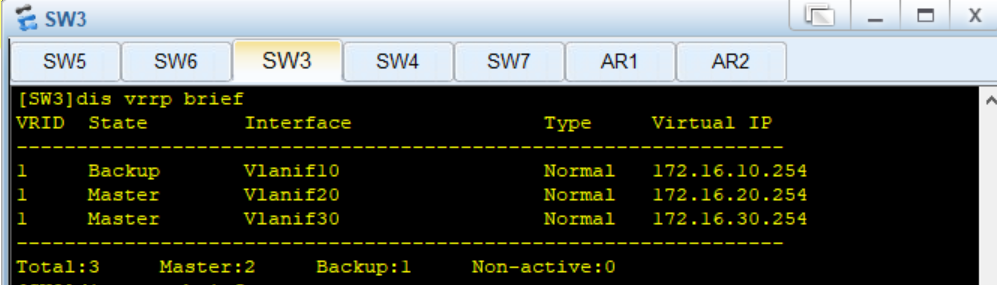 SW3
SW5 SW6 SW3 SW4 SW7 AR1 AR2
[SW3]dis vrrp brief
VRID  State        Interface                Type     Virtual IP
----------------------------------------------------------------
1     Backup       Vlanif10                 Normal   172.16.10.254
1     Master       Vlanif20                 Normal   172.16.20.254
1     Master       Vlanif30                 Normal   172.16.30.254
----------------------------------------------------------------
Total:3     Master:2     Backup:1     Non-active:0